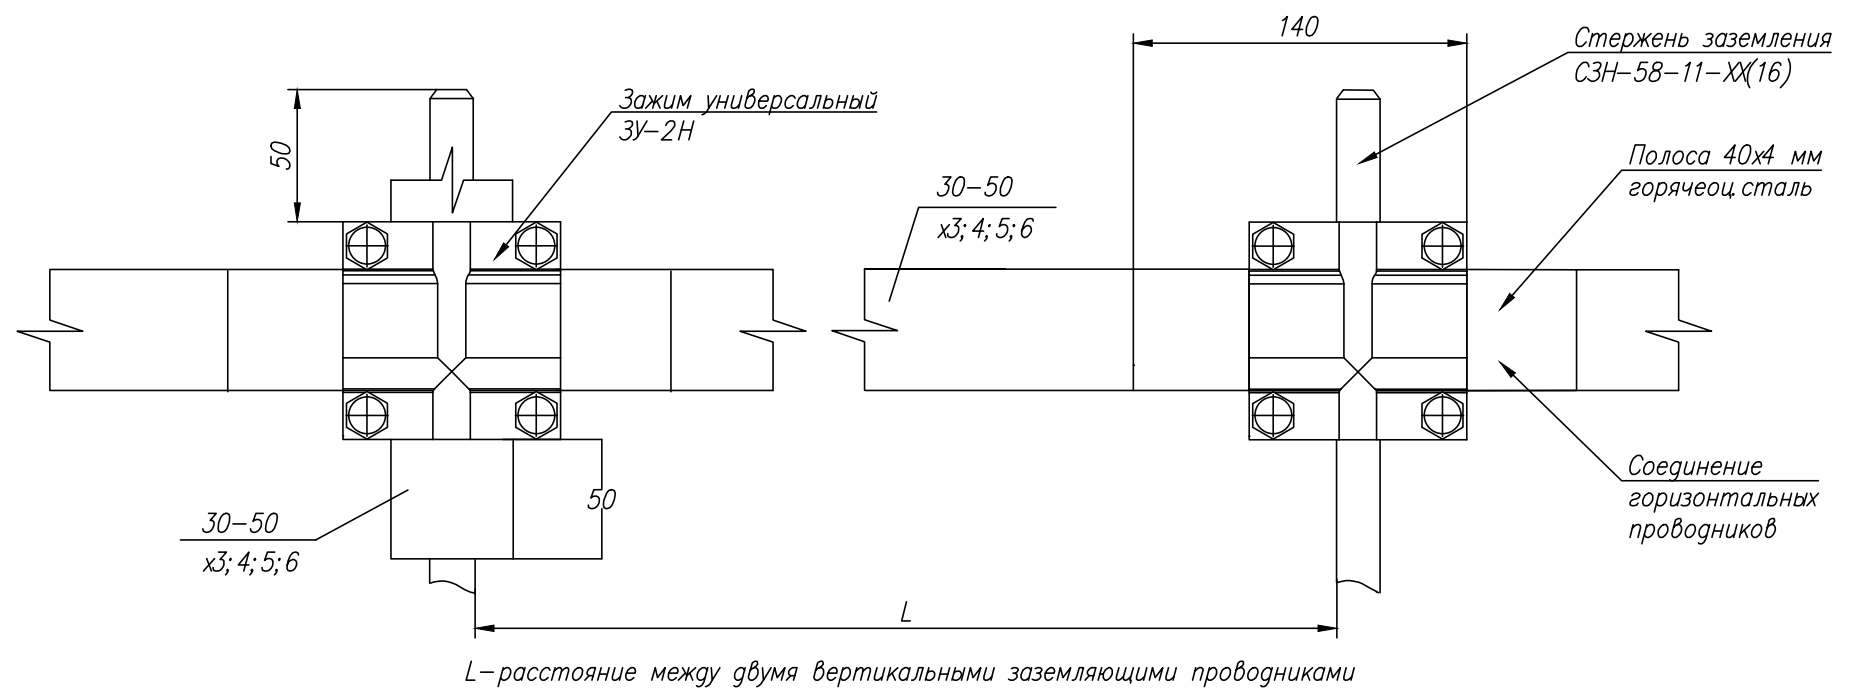 140
Стержень заземления
СЗН-58-11-ХХ(16)
Зажим универсальный
ЗУ-2Н
50
Полоса 40х4 мм
горячеоц.сталь
30-50
х3;4;5;6
Соединение
горизонтальных
проводников
50
30-50
х3;4;5;6
L
L-расстояние между двумя вертикальными заземляющими проводниками